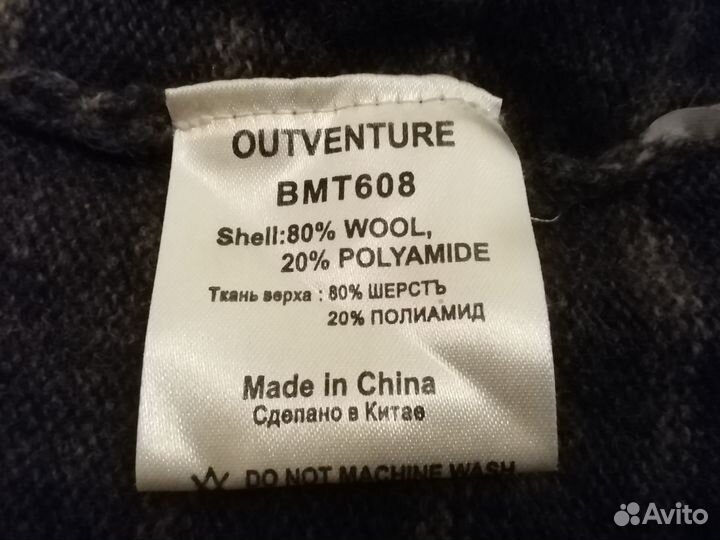 OUTVENTURE
BMT608
Shell:80% WOOL,
20% POLYAMIDE
Ткань верха : 80% ШЕРСТЪ
20% ПОЛИАМИД
Made in China
Сделано в Китае
DO NOT MACHINE WASH
Avito